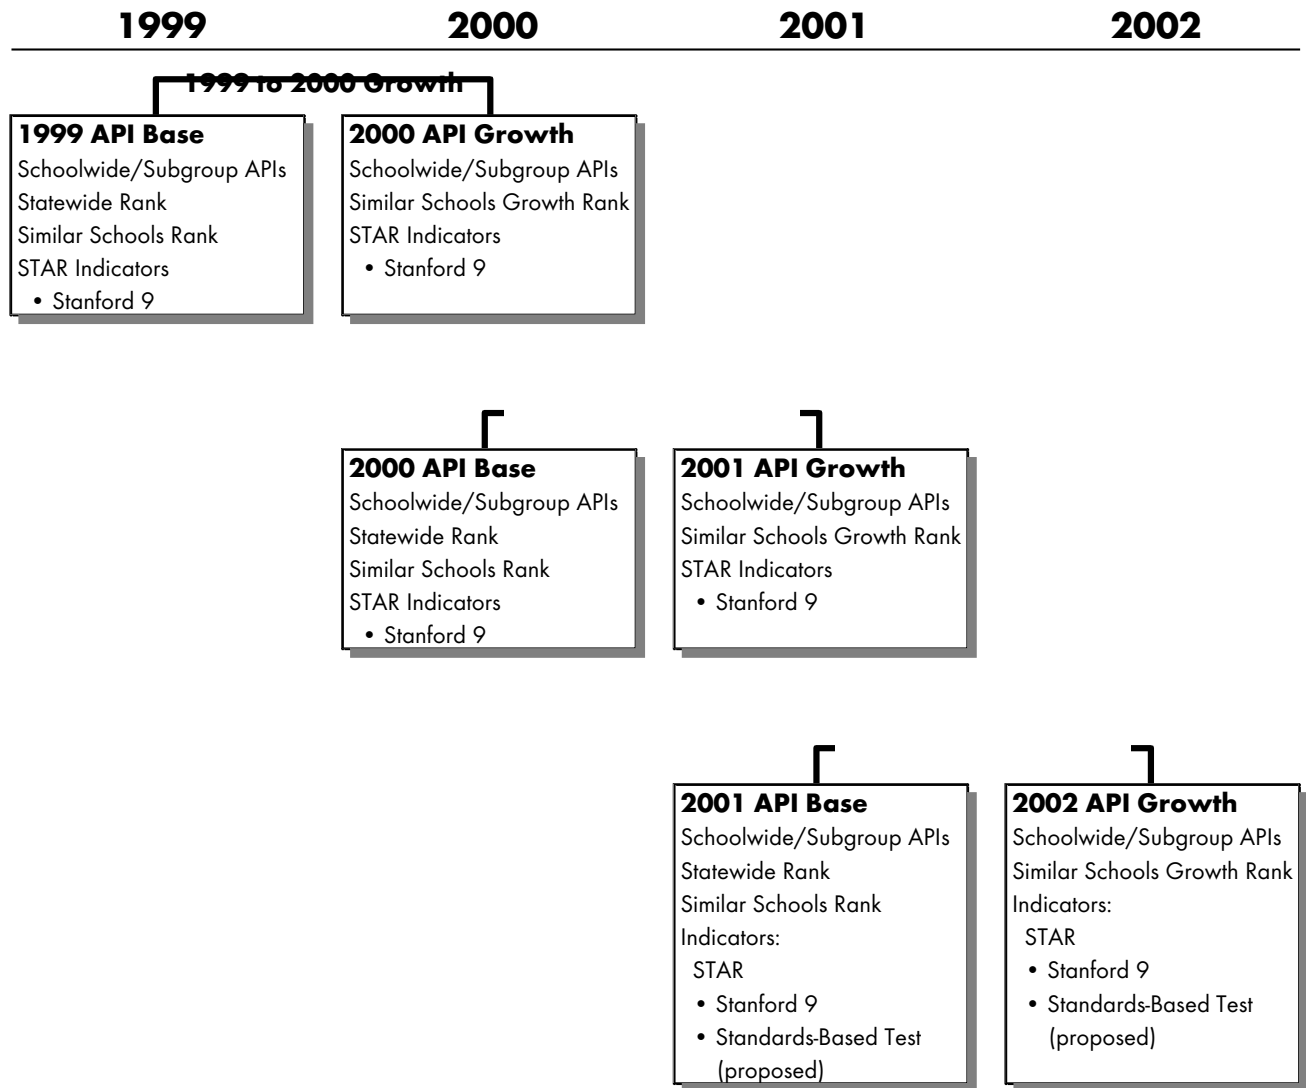 1999 2000 2001 2002
1999 to 2000 Growth
1999 API Base
Schoolwide/Subgroup APIs
Statewide Rank
Similar Schools Rank
STAR Indicators
• Stanford 9
2000 API Growth
Schoolwide/Subgroup APIs
Similar Schools Growth Rank
STAR Indicators
• Stanford 9
2000 API Base
Schoolwide/Subgroup APIs
Statewide Rank
Similar Schools Rank
STAR Indicators
• Stanford 9
2001 API Growth
Schoolwide/Subgroup APIs
Similar Schools Growth Rank
STAR Indicators
• Stanford 9
2001 API Base
Schoolwide/Subgroup APIs
Statewide Rank
Similar Schools Rank
Indicators:
STAR
• Stanford 9
• Standards-Based Test
(proposed)
2002 API Growth
Schoolwide/Subgroup APIs
Similar Schools Growth Rank
Indicators:
STAR
• Stanford 9
• Standards-Based Test
(proposed)